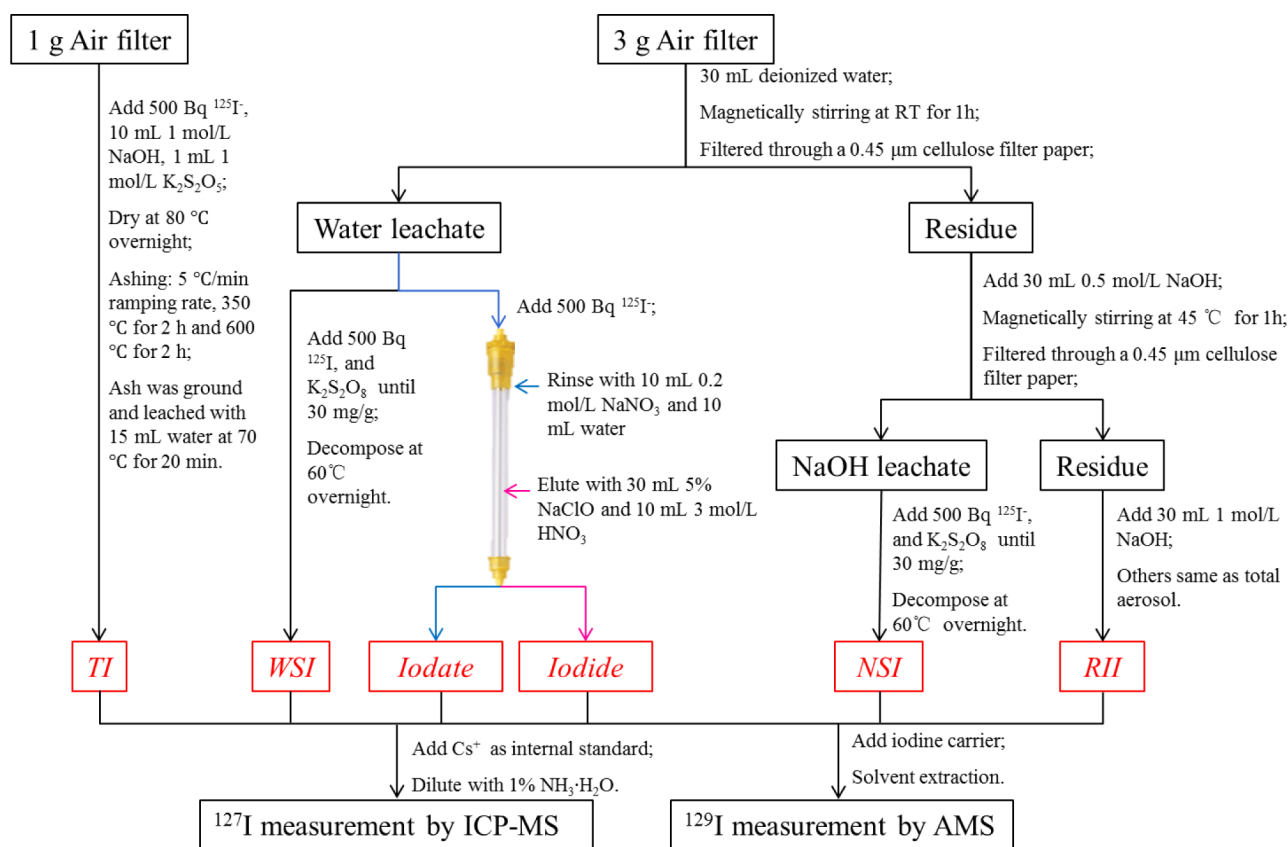 1 g Air filter
3 g Air filter
Add 500 Bq ¹²⁵I⁻,
10 mL 1 mol/L
NaOH, 1 mL 1
mol/L K₂S₂O₅;
Dry at 80 ℃
overnight;
Ashing: 5 ℃/min
ramping rate, 350
℃ for 2 h and 600
℃ for 2 h;
Ash was ground
and leached with
15 mL water at 70
℃ for 20 min.
30 mL deionized water;
Magnetically stirring at RT for 1h;
Filtered through a 0.45 μm cellulose filter paper;
Water leachate
Residue
Add 500 Bq
¹²⁵I, and
K₂S₂O₈ until
30 mg/g;
Decompose at
60℃
overnight.
Add 500 Bq ¹²⁵I⁻;
Rinse with 10 mL 0.2
mol/L NaNO₃ and 10
mL water
Elute with 30 mL 5%
NaClO and 10 mL 3 mol/L
HNO₃
Add 30 mL 0.5 mol/L NaOH;
Magnetically stirring at 45 ℃ for 1h;
Filtered through a 0.45 μm cellulose
filter paper;
NaOH leachate
Residue
Add 500 Bq ¹²⁵I⁻,
and K₂S₂O₈ until
30 mg/g;
Decompose at
60℃ overnight.
Add 30 mL 1 mol/L
NaOH;
Others same as total
aerosol.
TI
WSI
Iodate
Iodide
NSI
RII
Add Cs⁺ as internal standard;
Dilute with 1% NH₃·H₂O.
Add iodine carrier;
Solvent extraction.
¹²⁷I measurement by ICP-MS
¹²⁹I measurement by AMS